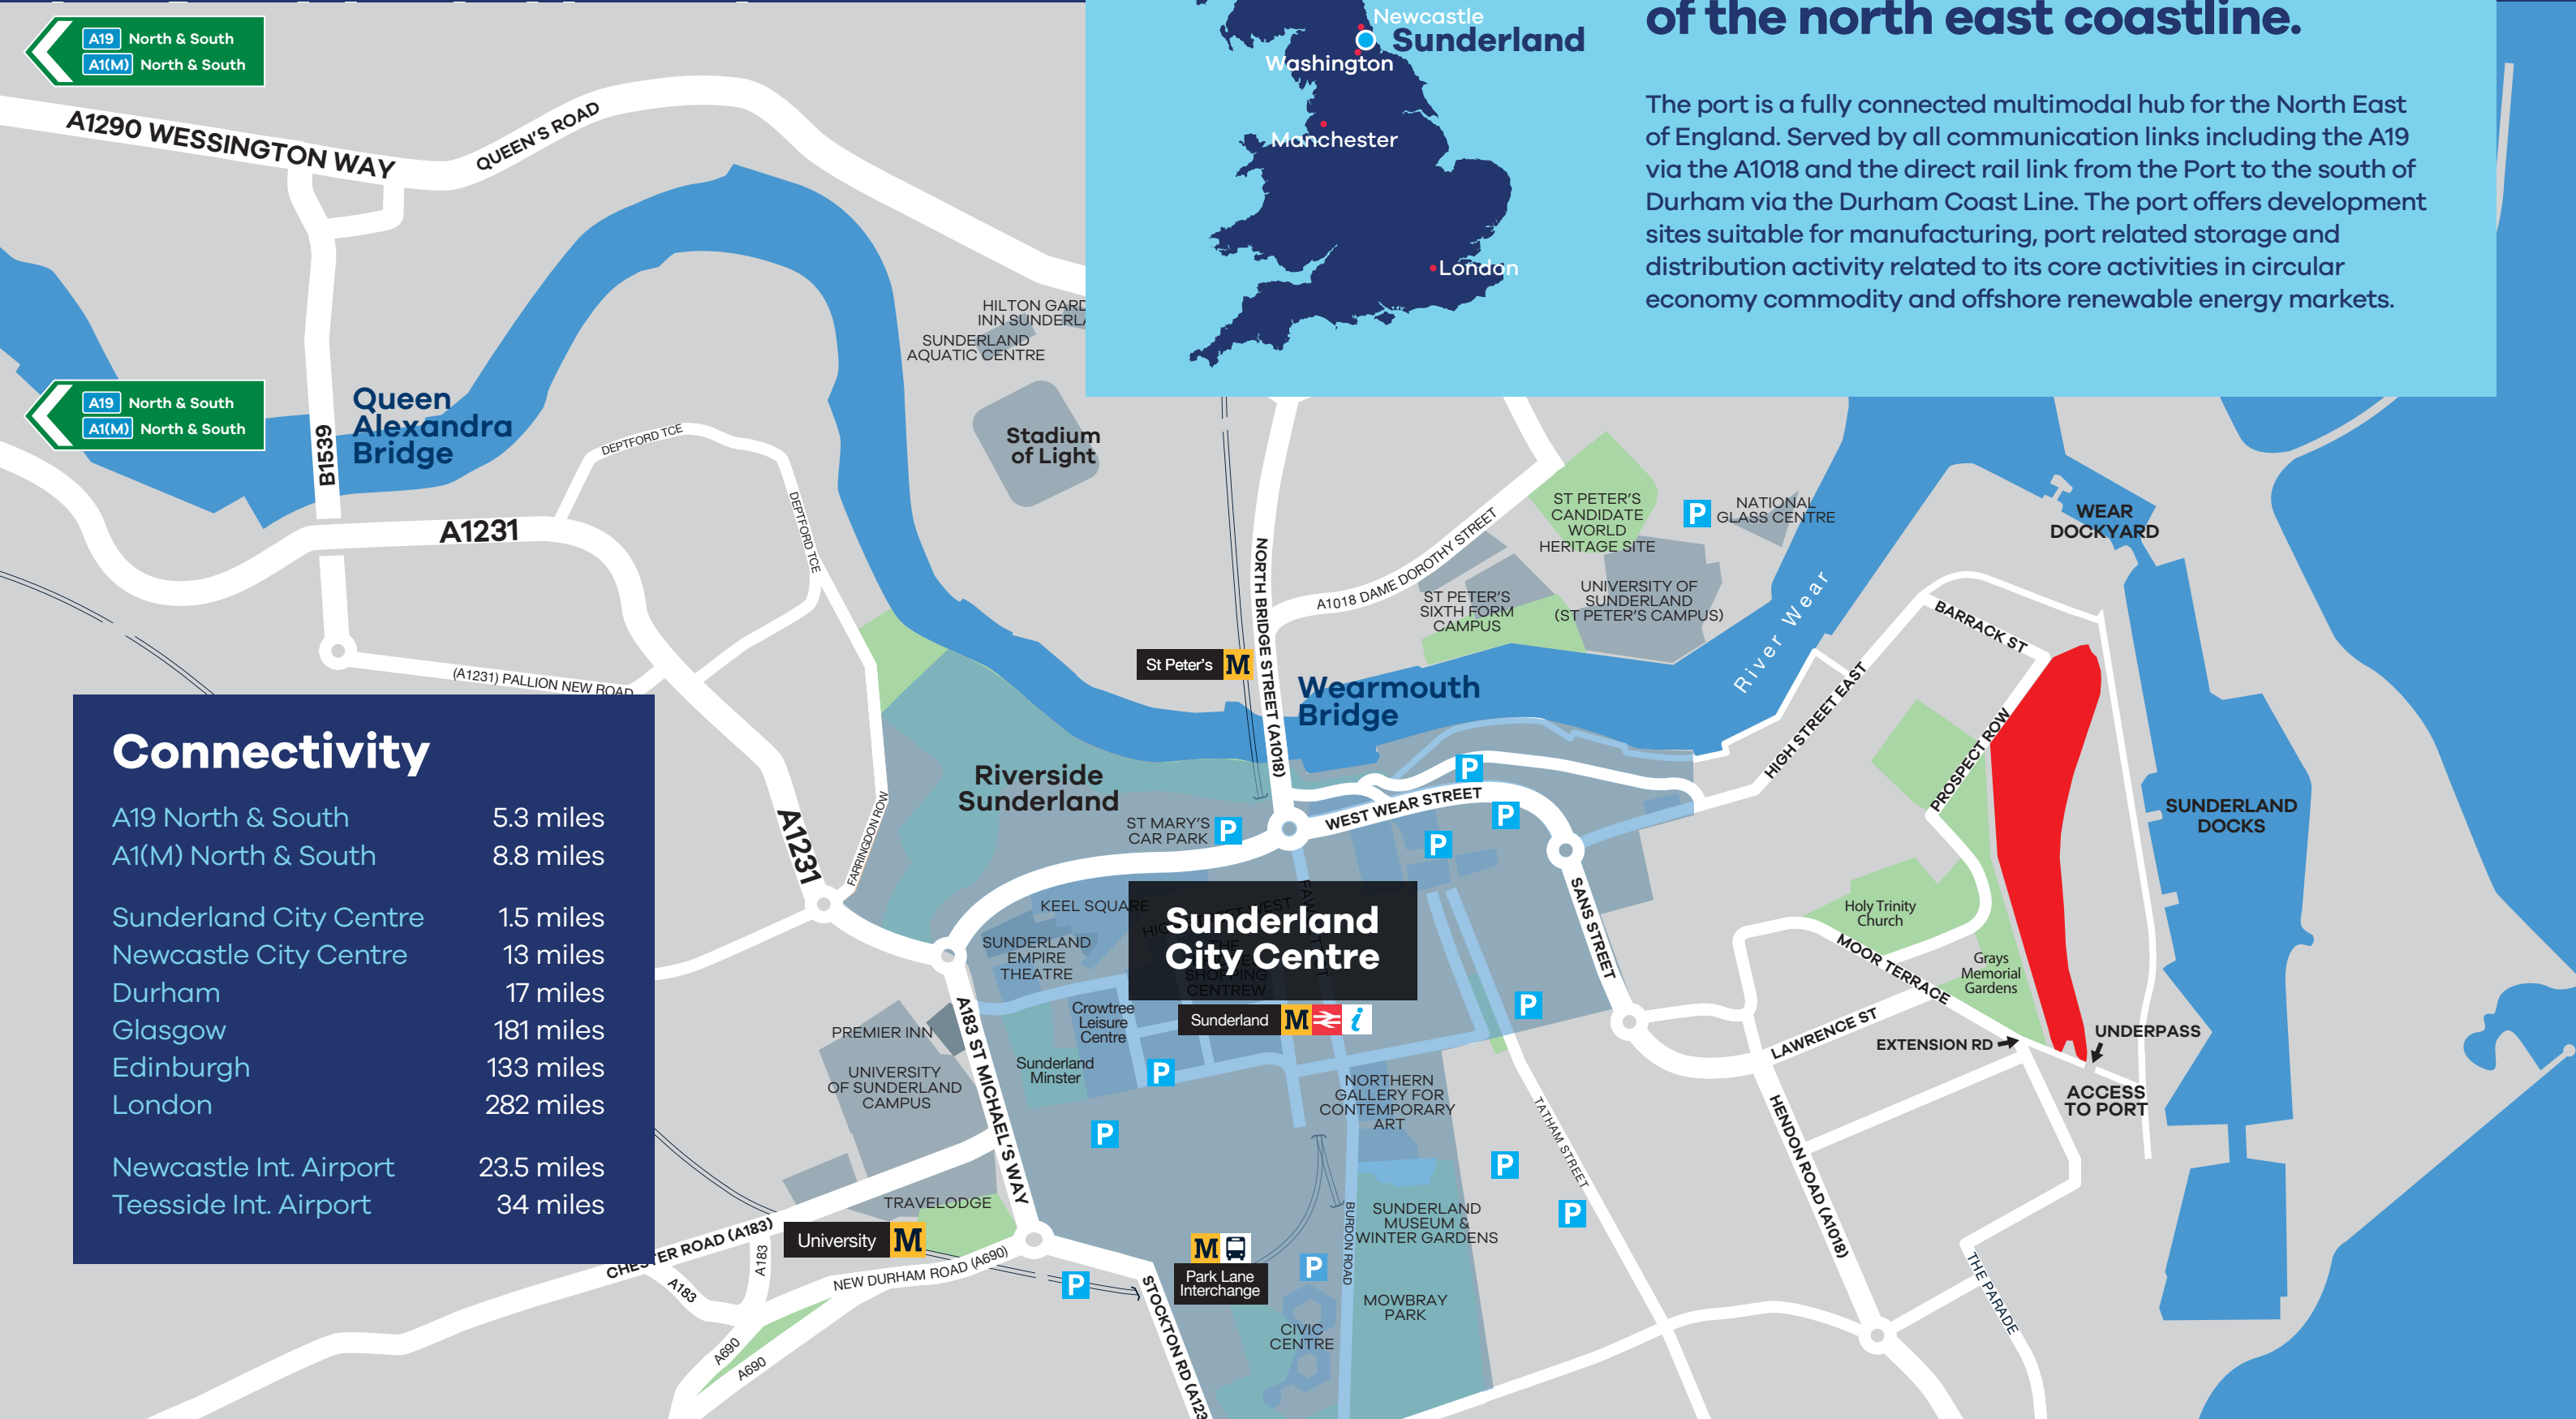 A19 North & South
A1(M) North & South
A1290 WESSINGTON WAY
QUEEN'S ROAD
Newcastle
Sunderland
Washington
Manchester
London
of the north east coastline.
The port is a fully connected multimodal hub for the North East
of England. Served by all communication links including the A19
via the A1018 and the direct rail link from the Port to the south of
Durham via the Durham Coast Line. The port offers development
sites suitable for manufacturing, port related storage and
distribution activity related to its core activities in circular
economy commodity and offshore renewable energy markets.
HILTON GARD
INN SUNDERLA
SUNDERLAND
AQUATIC CENTRE
A19 North & South
A1(M) North & South
B1539
Queen
Alexandra
Bridge
DEPTFORD TCE
DEPTFORD TCE
A1231
Stadium
of Light
NORTH BRIDGE STREET (A1018)
A1018 DAME DOROTHY STREET
ST PETER'S
CANDIDATE
WORLD
HERITAGE SITE
P
NATIONAL
GLASS CENTRE
ST PETER'S
SIXTH FORM
CAMPUS
UNIVERSITY OF
SUNDERLAND
(ST PETER'S CAMPUS)
River Wear
WEAR
DOCKYARD
BARRACK ST
HIGH STREET EAST
PROSPECT ROW
SUNDERLAND
DOCKS
(A1231) PALLION NEW ROAD
St Peter's M
Wearmouth
Bridge
Connectivity
A19 North & South 5.3 miles
A1(M) North & South 8.8 miles
Sunderland City Centre 1.5 miles
Newcastle City Centre 13 miles
Durham 17 miles
Glasgow 181 miles
Edinburgh 133 miles
London 282 miles
Newcastle Int. Airport 23.5 miles
Teesside Int. Airport 34 miles
A1231
FARRINGDON ROW
Riverside
Sunderland
ST MARY'S
CAR PARK
P
WEST WEAR STREET
P
P
P
KEEL SQUARE
Sunderland
City Centre
SHOPPING
CENTREW
Sunderland M i
SUNDERLAND
EMPIRE
THEATRE
Crowtree
Leisure
Centre
Sunderland
Minster
P
P
P
SANS STREET
PREMIER INN
UNIVERSITY
OF SUNDERLAND
CAMPUS
A183 ST MICHAEL'S WAY
NORTHERN
GALLERY FOR
CONTEMPORARY
ART
TATHAM STREET
P
P
Holy Trinity
Church
MOOR TERRACE
Grays
Memorial
Gardens
LAWRENCE ST
EXTENSION RD
UNDERPASS
ACCESS
TO PORT
HENDON ROAD (A1018)
THE PARADE
TRAVELODGE
University M
CHESTER ROAD (A183)
A183
A183
NEW DURHAM ROAD (A690)
A690
A690
P
STOCKTON RD (A123
M
Park Lane
Interchange
P
BURDON ROAD
SUNDERLAND
MUSEUM &
WINTER GARDENS
MOWBRAY
PARK
CIVIC
CENTRE